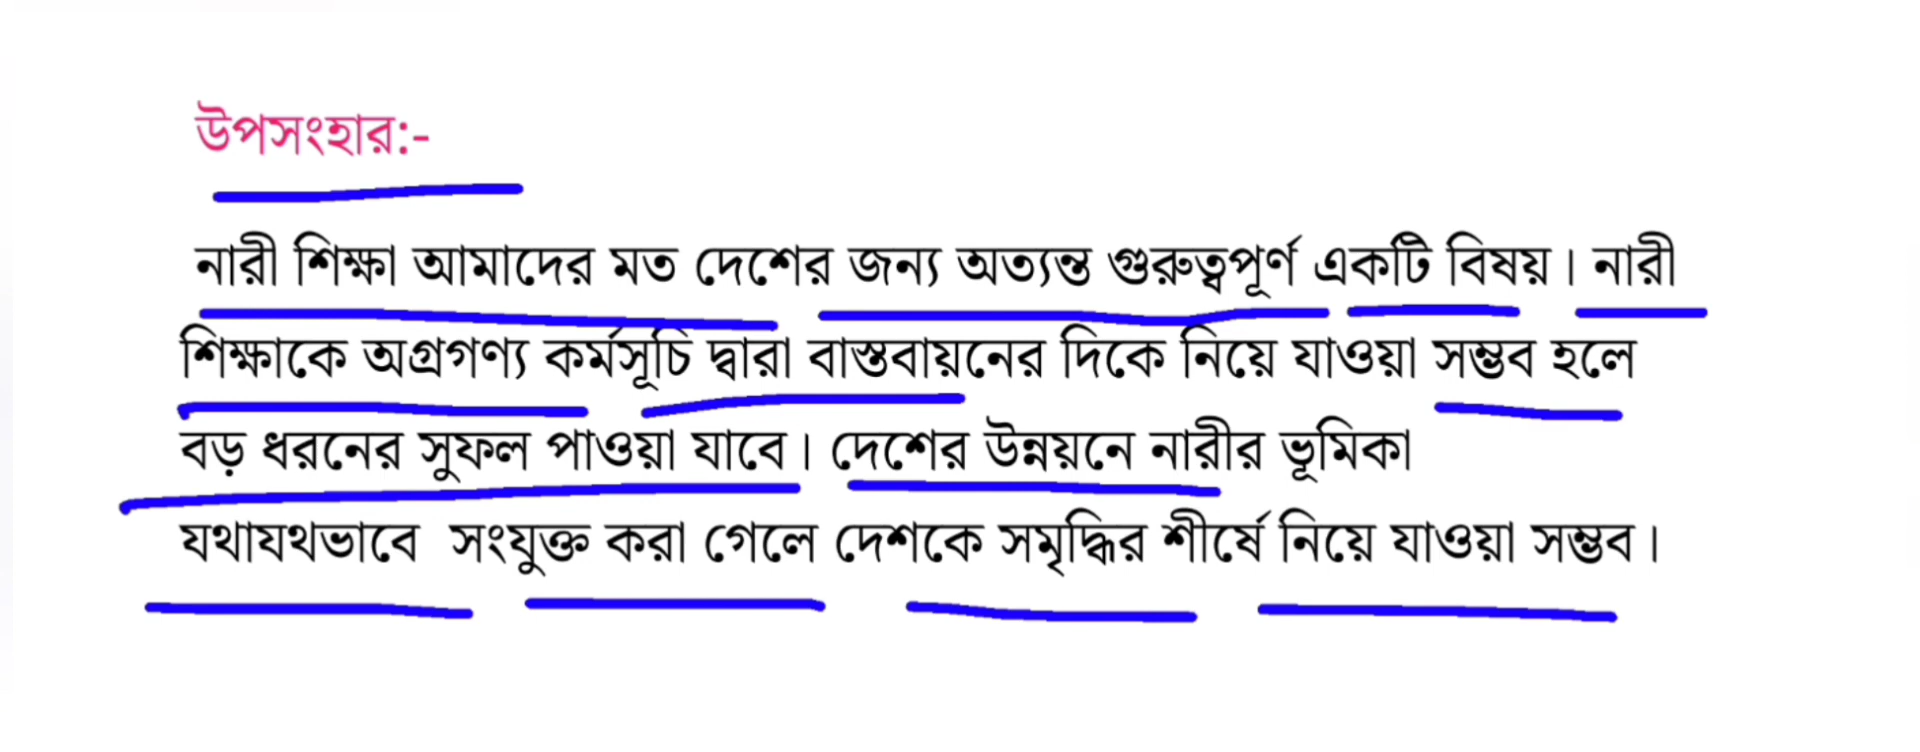 উপসংহার:-
নারী শিক্ষা আমাদের মত দেশের জন্য অত্যন্ত গুরুত্বপূর্ণ একটি বিষয়। নারী
শিক্ষাকে অগ্রগণ্য কর্মসূচি দ্বারা বাস্তবায়নের দিকে নিয়ে যাওয়া সম্ভব হলে
বড় ধরনের সুফল পাওয়া যাবে। দেশের উন্নয়নে নারীর ভূমিকা
যথাযথভাবে সংযুক্ত করা গেলে দেশকে সমৃদ্ধির শীর্ষে নিয়ে যাওয়া সম্ভব।